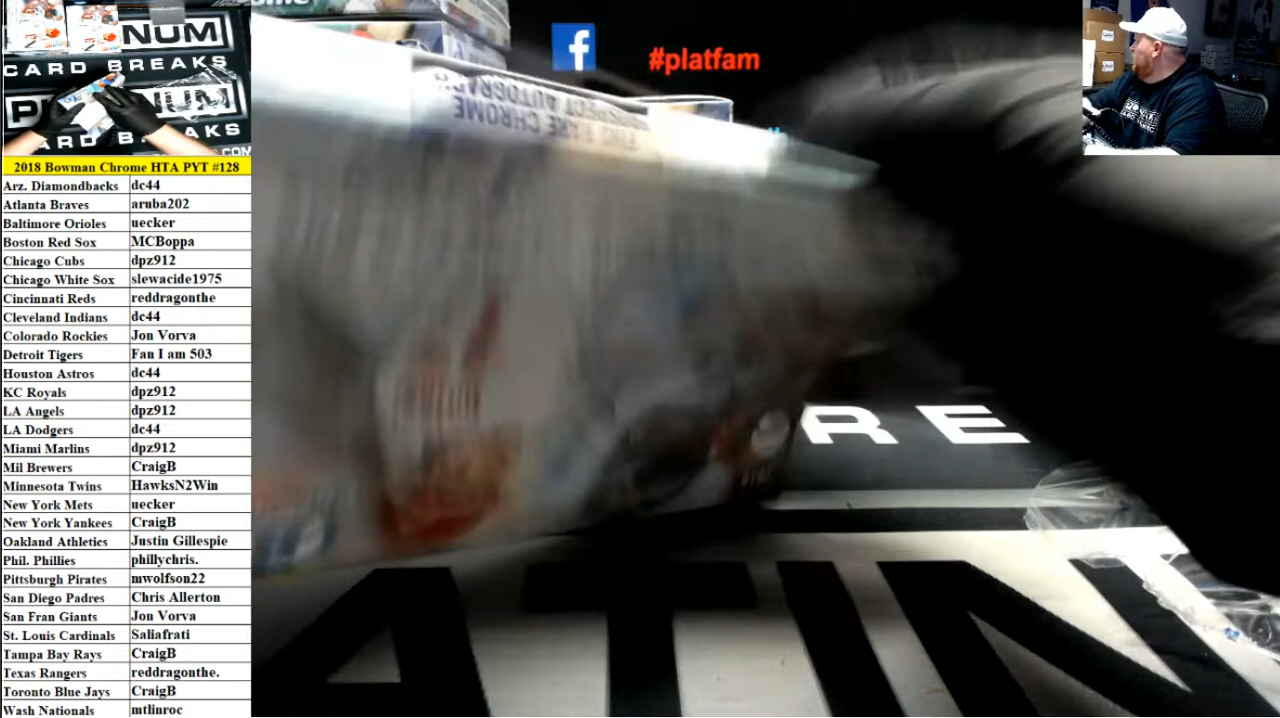 NUM
CARD BREAKS
ARD BREAKS
.COM
2018 Bowman Chrome HTA PYT #128
Arz. Diamondbacks dc44
Atlanta Braves aruba202
Baltimore Orioles uecker
Boston Red Sox MCBoppa
Chicago Cubs dpz912
Chicago White Sox slewacide1975
Cincinnati Reds reddragonthe
Cleveland Indians dc44
Colorado Rockies Jon Vorva
Detroit Tigers Fan I am 503
Houston Astros dc44
KC Royals dpz912
LA Angels dpz912
LA Dodgers dc44
Miami Marlins dpz912
Mil Brewers CraigB
Minnesota Twins HawksN2Win
New York Mets uecker
New York Yankees CraigB
Oakland Athletics Justin Gillespie
Phil. Phillies phillychris.
Pittsburgh Pirates mwolfson22
San Diego Padres Chris Allerton
San Fran Giants Jon Vorva
St. Louis Cardinals Saliafrati
Tampa Bay Rays CraigB
Texas Rangers reddragonthe.
Toronto Blue Jays CraigB
Wash Nationals mtlinroc
f
#platfam
CHROME
AUTOGRAP
RE
ATIN